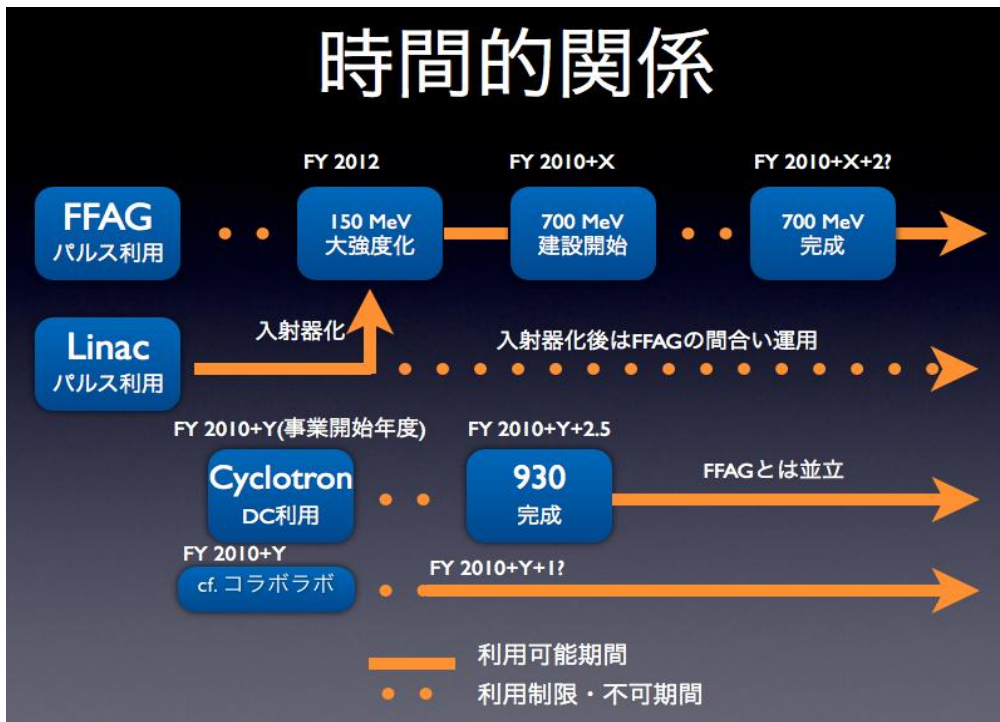 時間的関係
FY 2012
FY 2010+X
FY 2010+X+2?
FFAG
パルス利用
150 MeV
大強度化
700 MeV
建設開始
700 MeV
完成
入射器化
入射器化後はFFAGの間合い運用
Linac
パルス利用
FY 2010+Y(事業開始年度)
FY 2010+Y+2.5
Cyclotron
DC利用
930
完成
FFAGとは並立
FY 2010+Y
FY 2010+Y+1?
cf. コラボラボ
利用可能期間
利用制限・不可期間